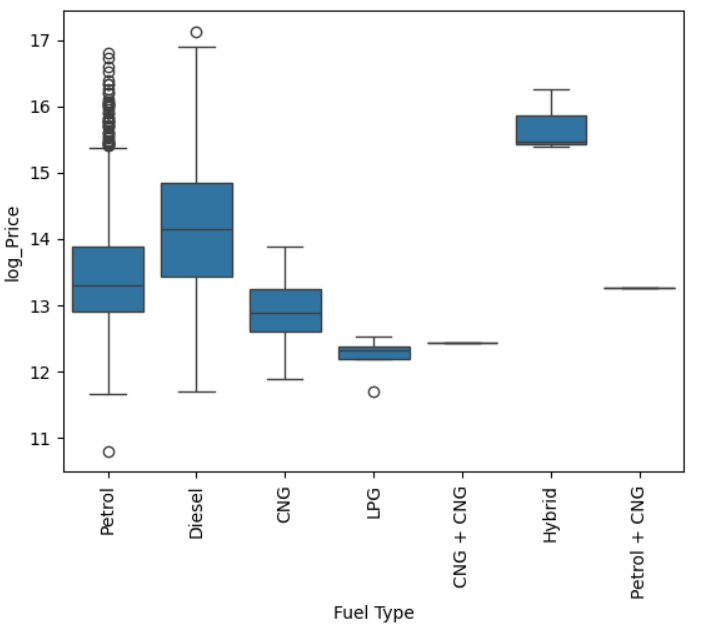 17
16
15
14
13
12
11
log_Price
Petrol
Diesel
CNG
LPG
CNG + CNG
Hybrid
Petrol + CNG
Fuel Type